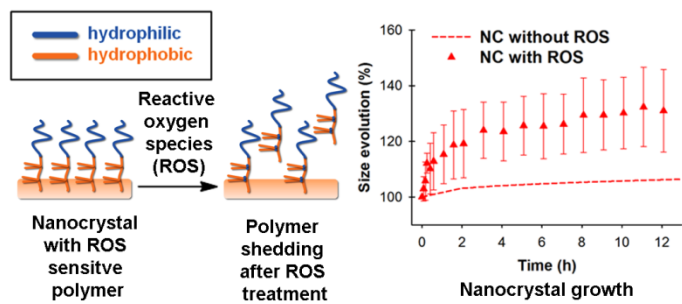 hydrophilic
hydrophobic
Reactive
oxygen
species
(ROS)
Nanocrystal
with ROS
sensitve
polymer
Polymer
shedding
after ROS
treatment
NC without ROS
NC with ROS
Size evolution (%)
160
140
120
100
0
2
4
6
8
10
12
Time (h)
Nanocrystal growth